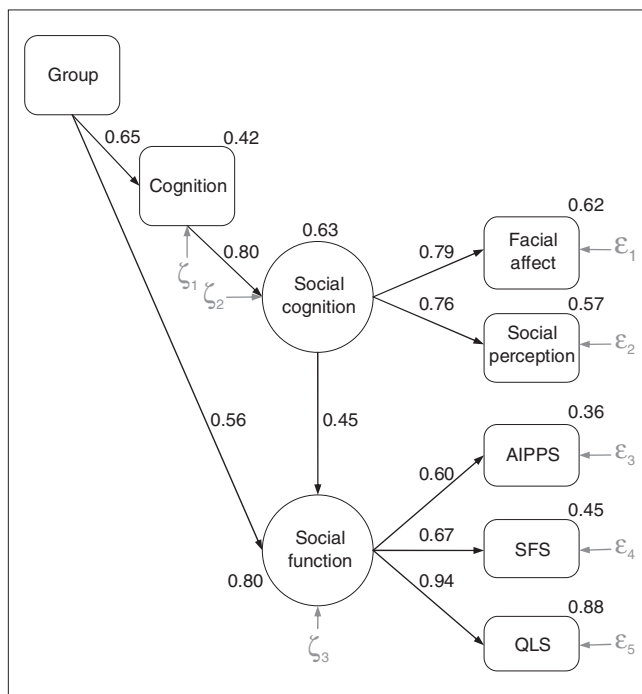 Group
0.65
0.42
Cognition
0.80
ζ1
ζ2
0.63
Social
cognition
0.79
0.76
0.62
Facial
affect
ε1
0.57
Social
perception
ε2
0.56
0.45
0.36
AIPPS
ε3
0.60
0.45
SFS
ε4
0.67
0.94
Social
function
0.80
ζ3
0.88
QLS
ε5